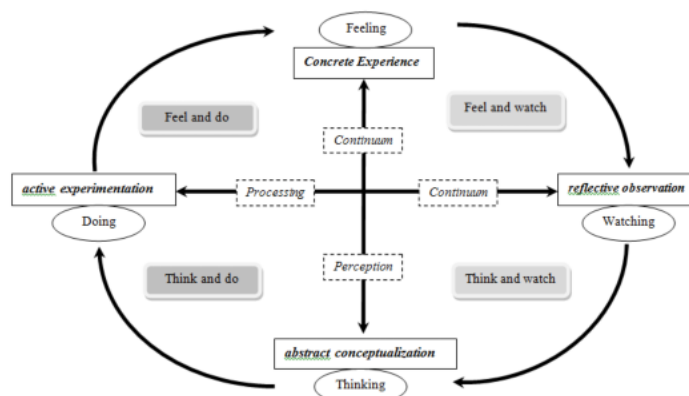 Feeling
Concrete Experience
Feel and do
Feel and watch
Continuum
active experimentation
Processing
Continuum
reflective observation
Doing
Watching
Perception
Think and do
Think and watch
abstract conceptualization
Thinking